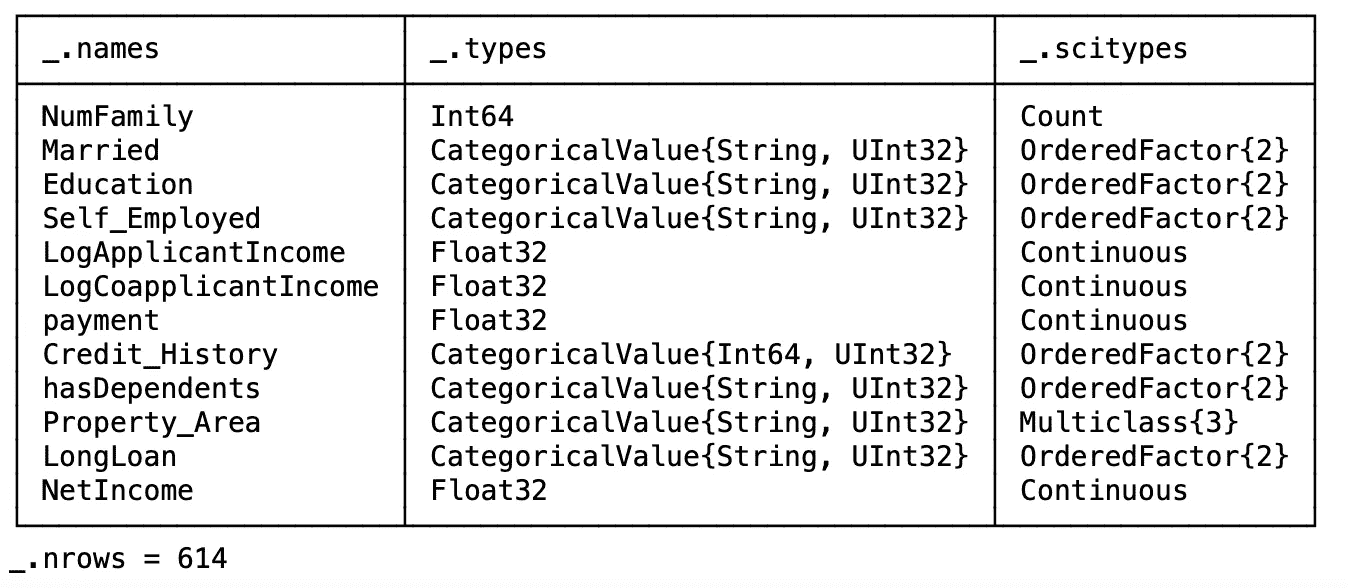 _.names _.types _.scitypes
NumFamily Int64 Count
Married CategoricalValue{String, UInt32} OrderedFactor{2}
Education CategoricalValue{String, UInt32} OrderedFactor{2}
Self_Employed CategoricalValue{String, UInt32} OrderedFactor{2}
LogApplicantIncome Float32 Continuous
LogCoapplicantIncome Float32 Continuous
payment Float32 Continuous
Credit_History CategoricalValue{Int64, UInt32} OrderedFactor{2}
hasDependents CategoricalValue{String, UInt32} OrderedFactor{2}
Property_Area CategoricalValue{String, UInt32} Multiclass{3}
LongLoan CategoricalValue{String, UInt32} OrderedFactor{2}
NetIncome Float32 Continuous
_.nrows = 614